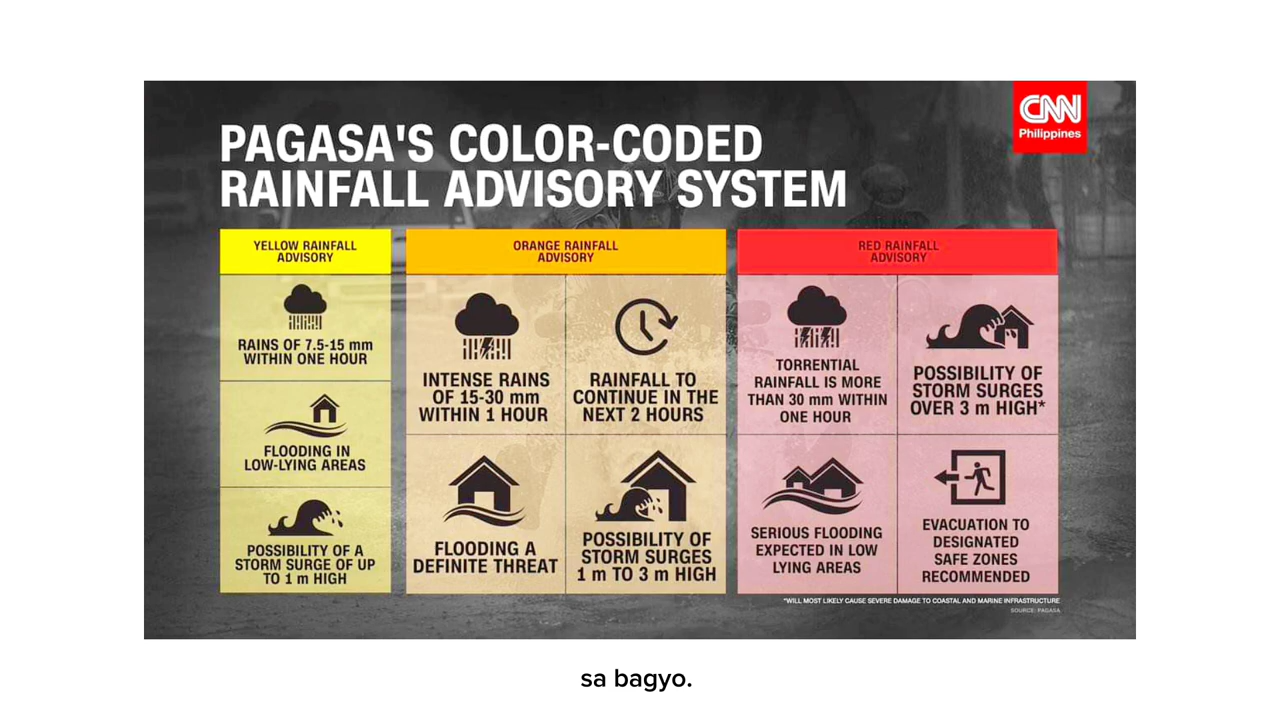 CNN
Philippines
PAGASA'S COLOR-CODED
RAINFALL ADVISORY SYSTEM
YELLOW RAINFALL
ADVISORY
RAINS OF 7.5-15 mm
WITHIN ONE HOUR
FLOODING IN
LOW-LYING AREAS
POSSIBILITY OF A
STORM SURGE OF UP
TO 1 m HIGH
ORANGE RAINFALL
ADVISORY
INTENSE RAINS
OF 15-30 mm
WITHIN 1 HOUR
RAINFALL TO
CONTINUE IN THE
NEXT 2 HOURS
FLOODING A
DEFINITE THREAT
POSSIBILITY OF
STORM SURGES
1 m TO 3 m HIGH
RED RAINFALL
ADVISORY
TORRENTIAL
RAINFALL IS MORE
THAN 30 mm WITHIN
ONE HOUR
POSSIBILITY OF
STORM SURGES
OVER 3 m HIGH*
SERIOUS FLOODING
EXPECTED IN LOW
LYING AREAS
EVACUATION TO
DESIGNATED
SAFE ZONES
RECOMMENDED
*WILL MOST LIKELY CAUSE SEVERE DAMAGE TO COASTAL AND MARINE INFRASTRUCTURE
SOURCE: PAGASA
sa bagyo.